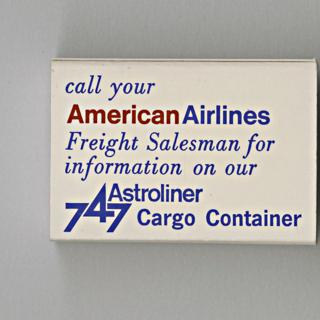 call your
American Airlines
Freight Salesman for
information on our
747 Astroliner
Cargo Container